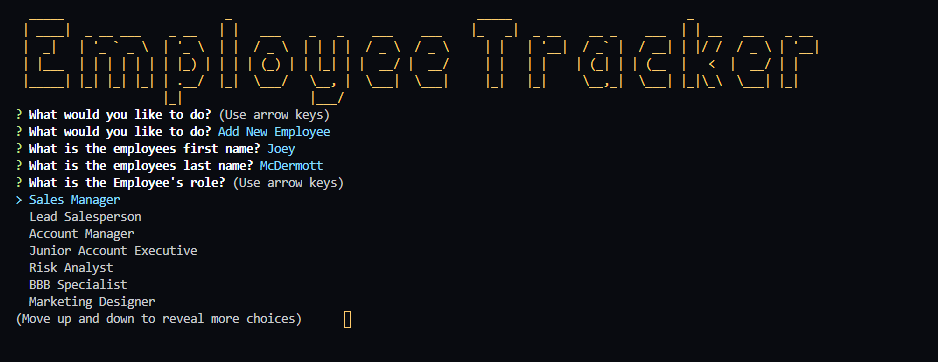 Employee Tracker
? What would you like to do? (Use arrow keys)
? What would you like to do? Add New Employee
? What is the employees first name? Joey
? What is the employees last name? McDermott
? What is the Employee's role? (Use arrow keys)
> Sales Manager
Lead Salesperson
Account Manager
Junior Account Executive
Risk Analyst
BBB Specialist
Marketing Designer
(Move up and down to reveal more choices)